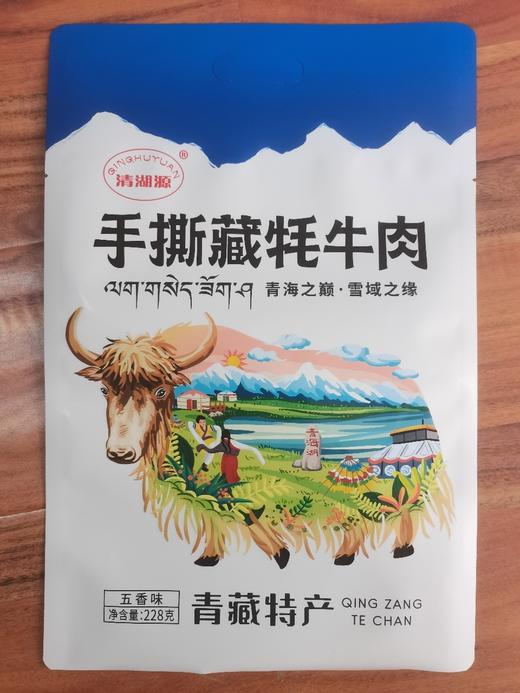 QINGHUYUAN®
清湖源
手撕藏牦牛肉
ལག་གསེད་ཟོག་ཤ 青海之巅·雪域之缘
青海湖
五香味
净含量:228克
青藏特产
QING ZANG
TE CHAN